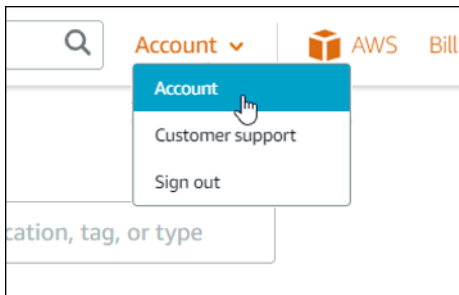 Account AWS Bill
Account
Customer support
Sign out
cation, tag, or type